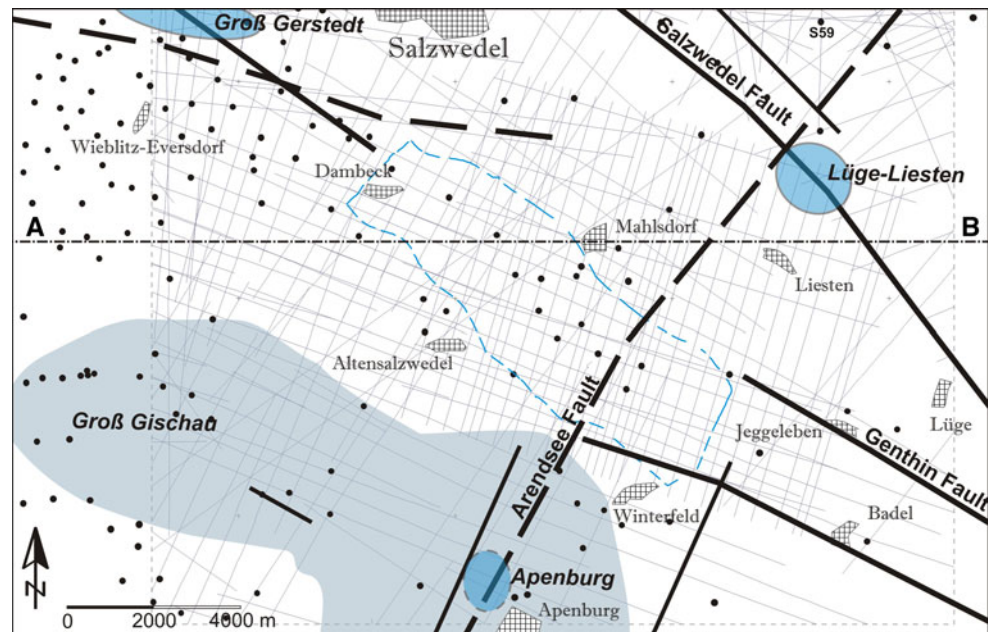 Groß Gerstedt
Salzwedel
S59
Salzwedel Fault
Wieblitz-Eversdorf
Dambeck
Lüge-Liesten
A
Mahlsdorf
B
Liesten
Altensalzwedel
Arendsee Fault
Groß Gischau
Jeggeleben
Lüge
Genthin Fault
Winterfeld
Badel
Apenburg
Apenburg
N
0 2000 4000 m